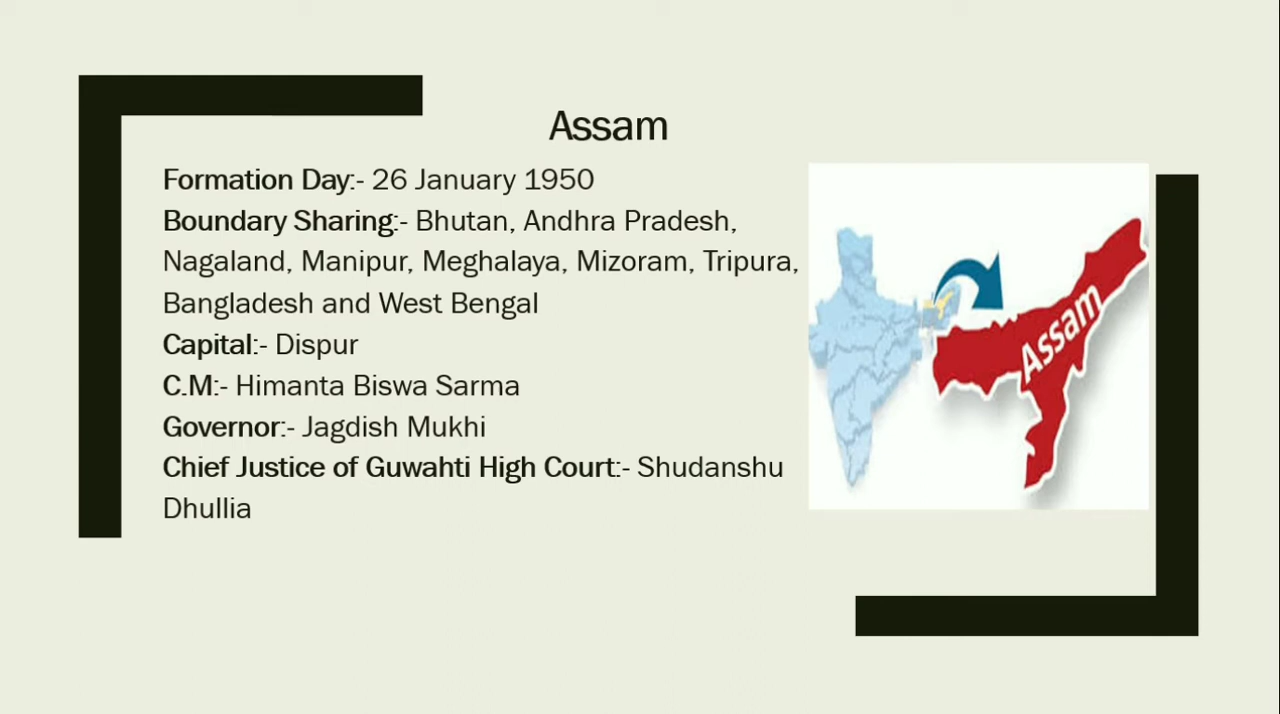 Assam
Formation Day:- 26 January 1950
Boundary Sharing:- Bhutan, Andhra Pradesh,
Nagaland, Manipur, Meghalaya, Mizoram, Tripura,
Bangladesh and West Bengal
Capital:- Dispur
C.M:- Himanta Biswa Sarma
Governor:- Jagdish Mukhi
Chief Justice of Guwahti High Court:- Shudanshu
Dhullia
Assam